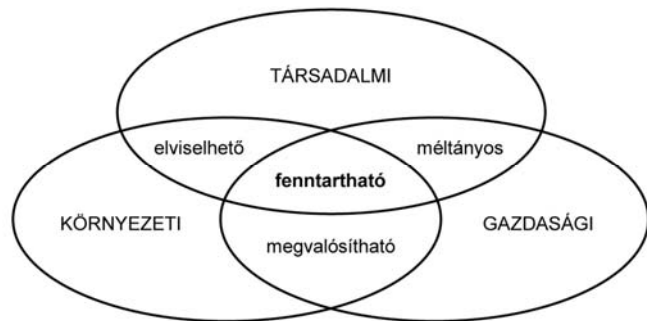 TÁRSADALMI
elviselhető
méltányos
fenntartható
KÖRNYEZETI
GAZDASÁGI
megvalósítható